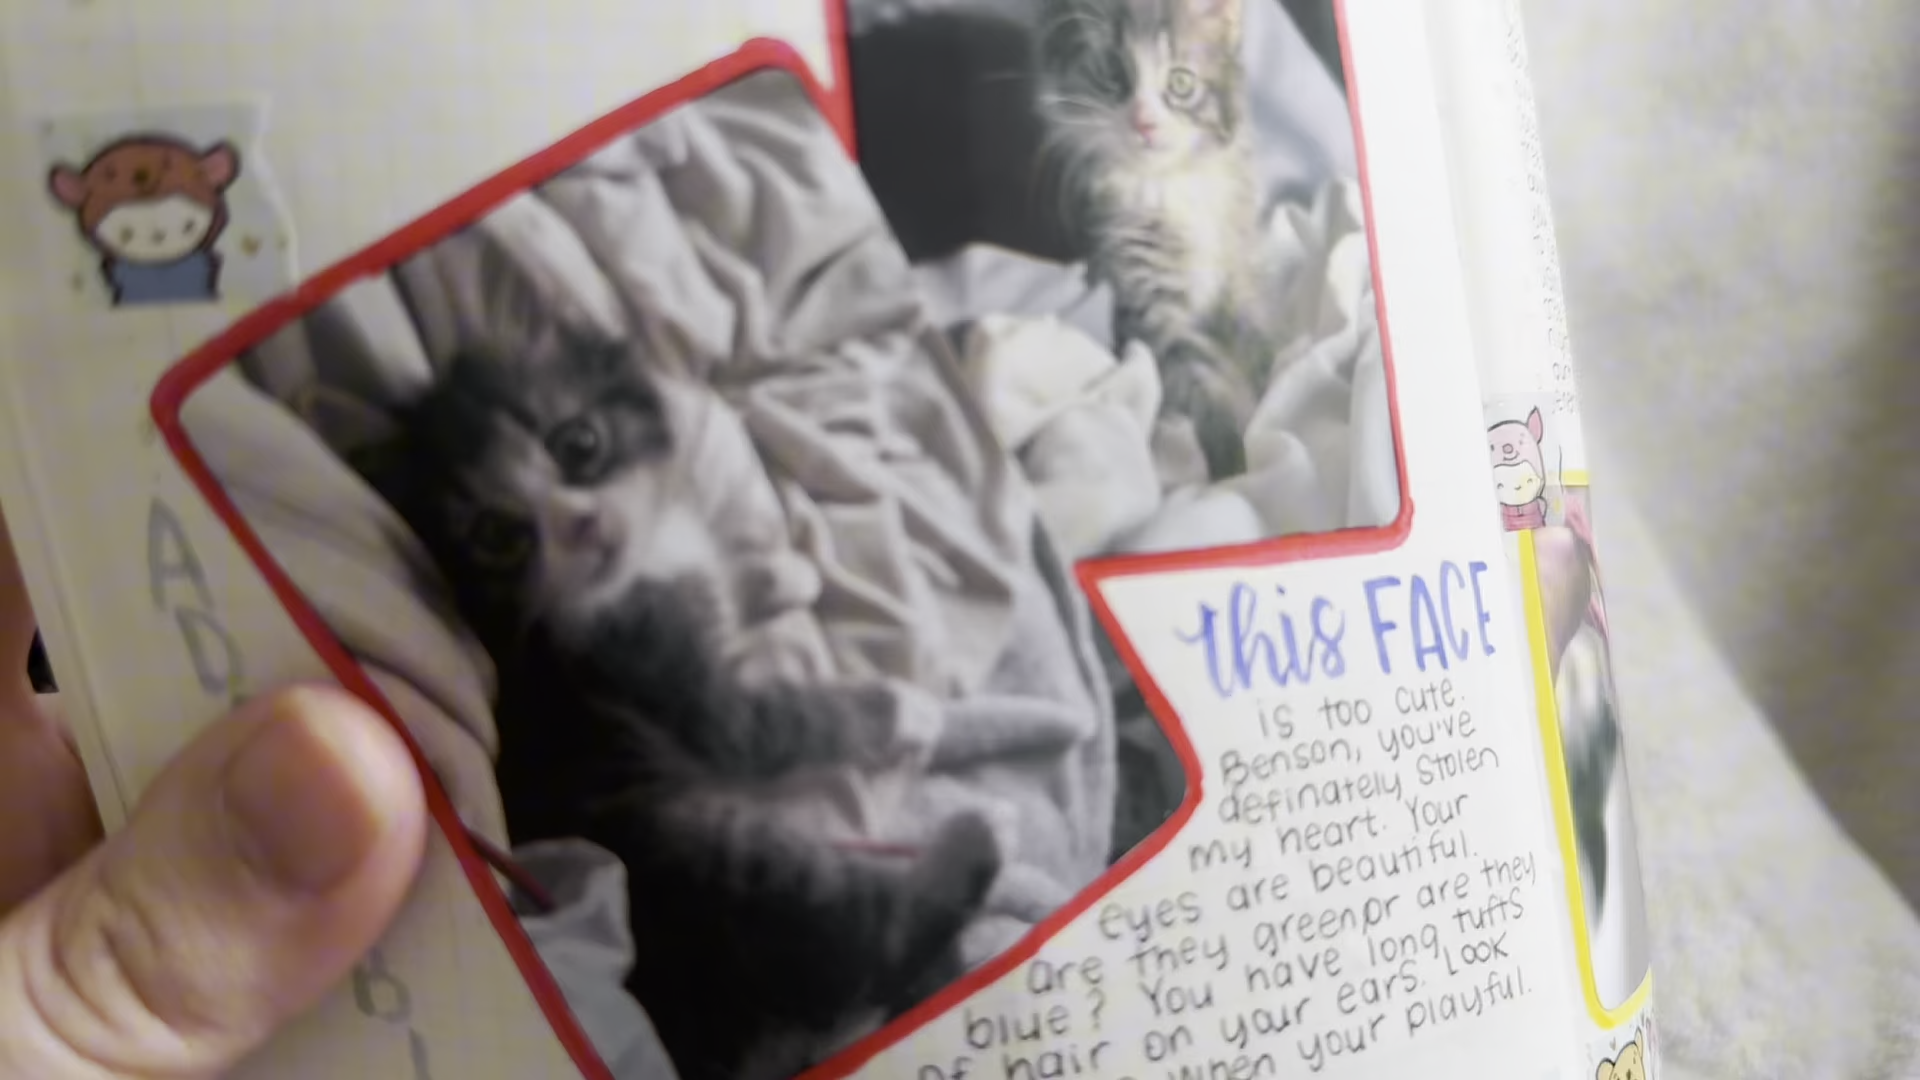 this FACE
is too cute.
Benson, you've
definately stolen
my heart. Your
eyes are beautiful.
are they green or are they
blue? You have long tufts
of hair on your ears. Look
when your playful.
A
D
B